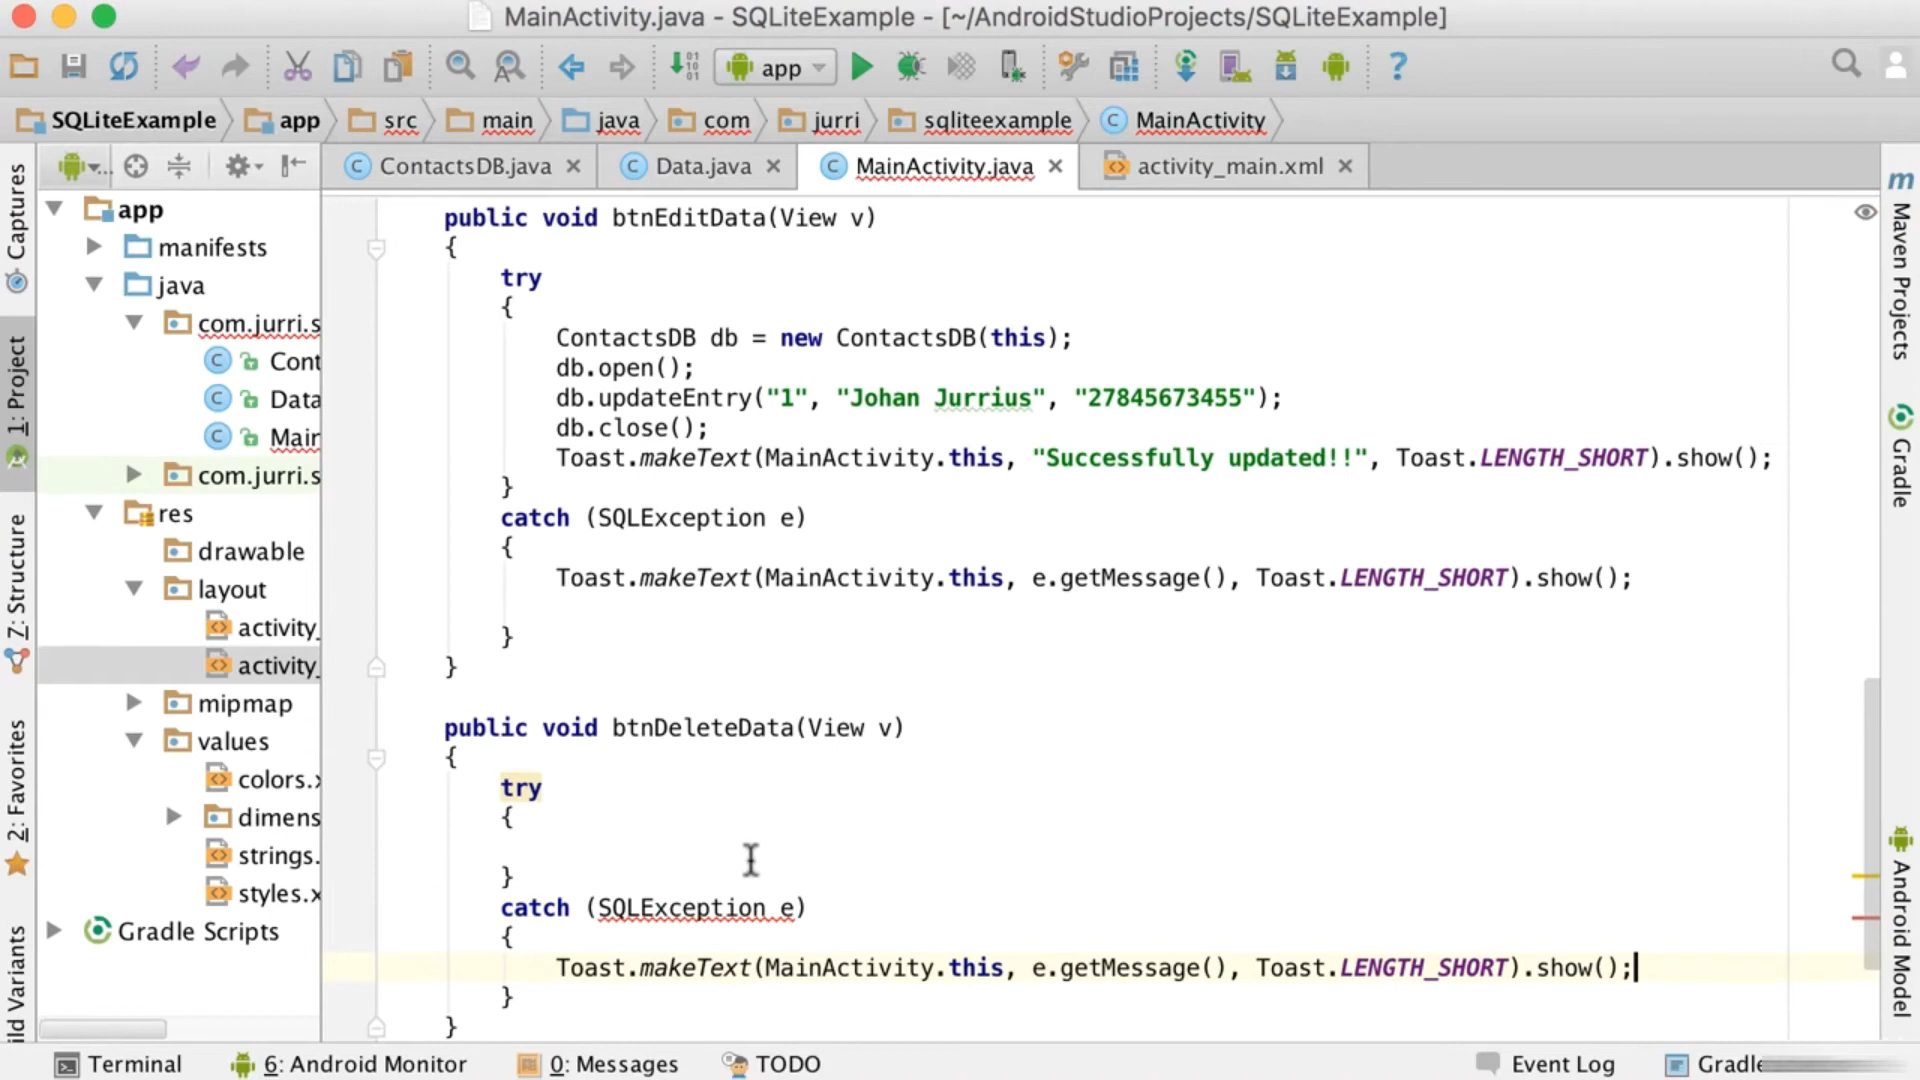 MainActivity.java - SQLiteExample - [~/AndroidStudioProjects/SQLiteExample]
app
?
SQLiteExample app src main java com jurri sqliteexample C MainActivity
C ContactsDB.java C Data.java C MainActivity.java activity_main.xml
Captures
1: Project
Z: Structure
2: Favorites
ild Variants
app
manifests
java
com.jurri.s
C Cont
C Data
C Main
com.jurri.s
res
drawable
layout
activity_
activity_
mipmap
values
colors.x
dimens
strings.
styles.x
Gradle Scripts
public void btnEditData(View v)
{
try
{
ContactsDB db = new ContactsDB(this);
db.open();
db.updateEntry("1", "Johan Jurrius", "27845673455");
db.close();
Toast.makeText(MainActivity.this, "Successfully updated!!", Toast.LENGTH_SHORT).show();
}
catch (SQLException e)
{
Toast.makeText(MainActivity.this, e.getMessage(), Toast.LENGTH_SHORT).show();
}
}
public void btnDeleteData(View v)
{
try
{
}
catch (SQLException e)
{
Toast.makeText(MainActivity.this, e.getMessage(), Toast.LENGTH_SHORT).show();
}
}
m Maven Projects
Gradle
Android Model
Terminal 6: Android Monitor 0: Messages TODO Event Log